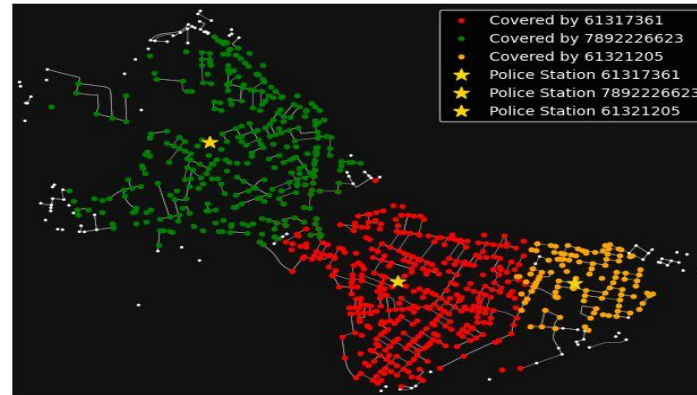 Covered by 61317361
Covered by 7892226623
Covered by 61321205
Police Station 61317361
Police Station 7892226623
Police Station 61321205